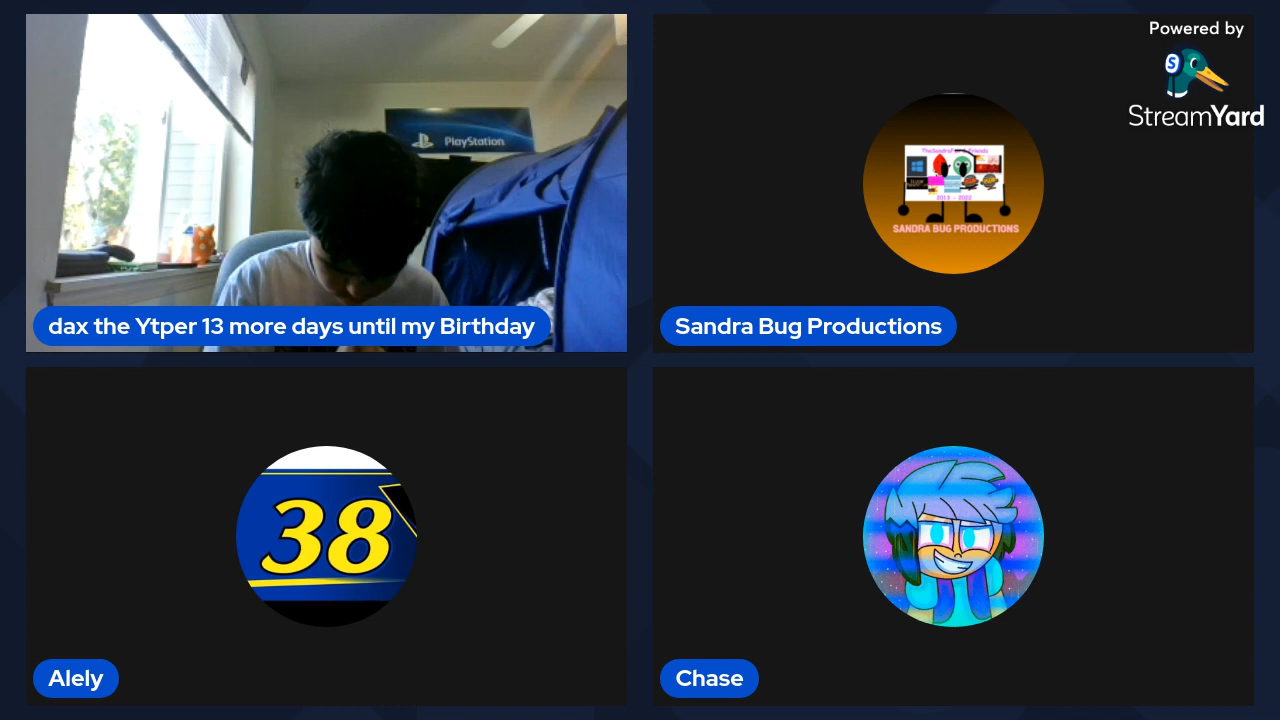 Powered by
S
StreamYard
PlayStation
dax the Ytper 13 more days until my Birthday
SANDRA BUG PRODUCTIONS
Sandra Bug Productions
38
Alely
Chase